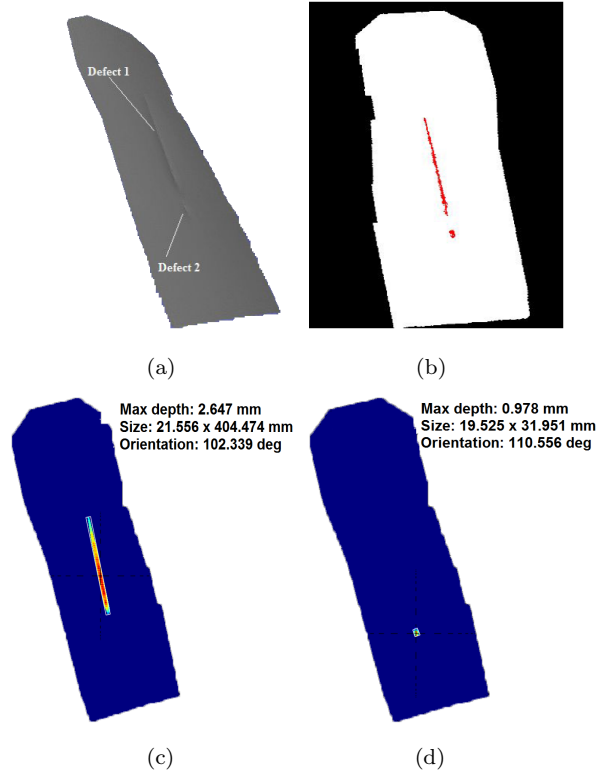 Defect 1
Defect 2
(a)
(b)
Max depth: 2.647 mm
Size: 21.556 x 404.474 mm
Orientation: 102.339 deg
Max depth: 0.978 mm
Size: 19.525 x 31.951 mm
Orientation: 110.556 deg
(c)
(d)